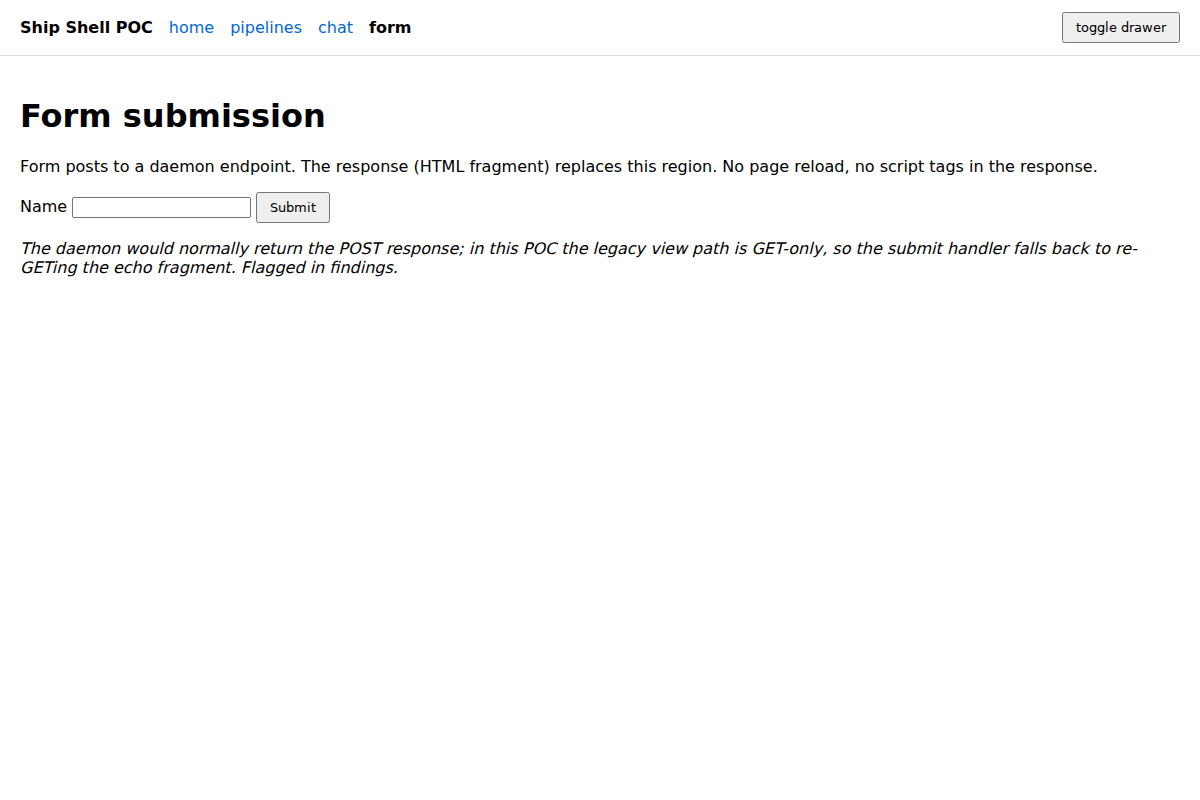 Ship Shell POC home pipelines chat form toggle drawer
Form submission
Form posts to a daemon endpoint. The response (HTML fragment) replaces this region. No page reload, no script tags in the response.
Name Submit
The daemon would normally return the POST response; in this POC the legacy view path is GET-only, so the submit handler falls back to re-
GETing the echo fragment. Flagged in findings.